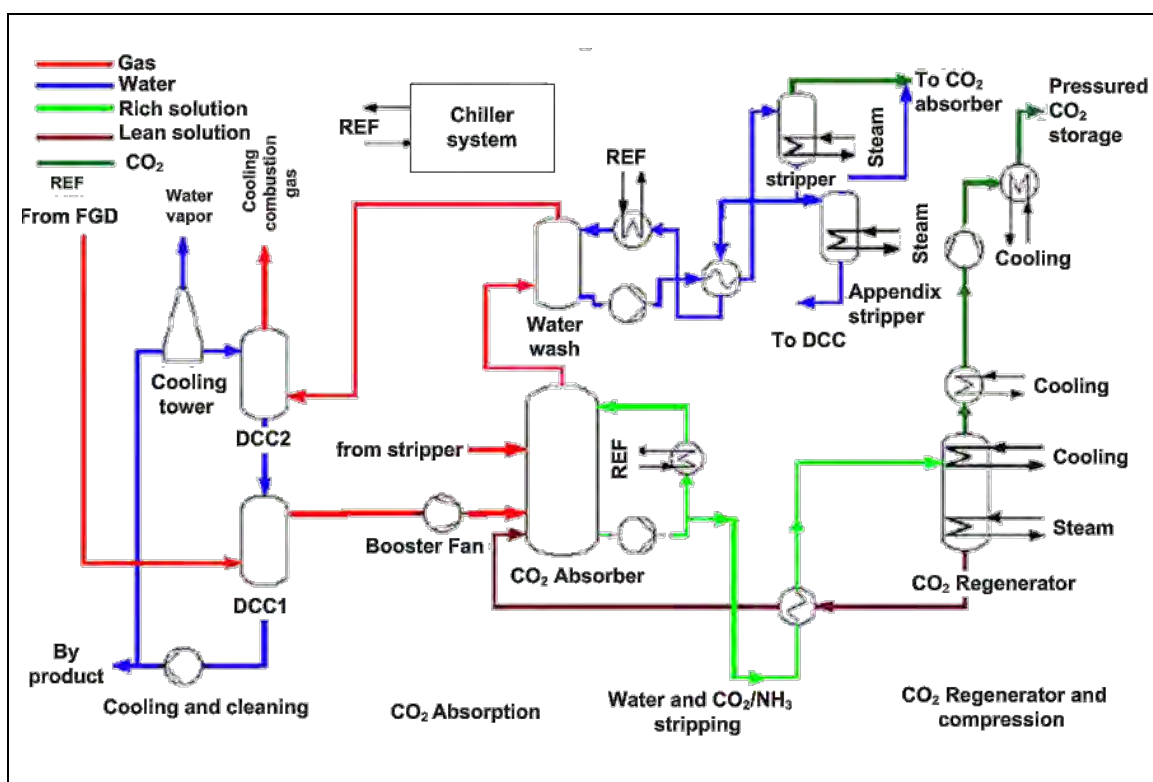 Gas
Water
Rich solution
Lean solution
CO₂
REF
From FGD
Water
vapor
Cooling
combustion
gas
REF
Chiller
system
REF
To CO₂
absorber
Steam
stripper
Pressured
CO₂
storage
Cooling
Steam
Appendix
stripper
To DCC
Water
wash
Cooling
tower
DCC2
from stripper
REF
Cooling
Cooling
Steam
Booster Fan
CO₂ Absorber
CO₂ Regenerator
DCC1
By
product
Cooling and cleaning
CO₂ Absorption
Water and CO₂/NH₃
stripping
CO₂ Regenerator and
compression